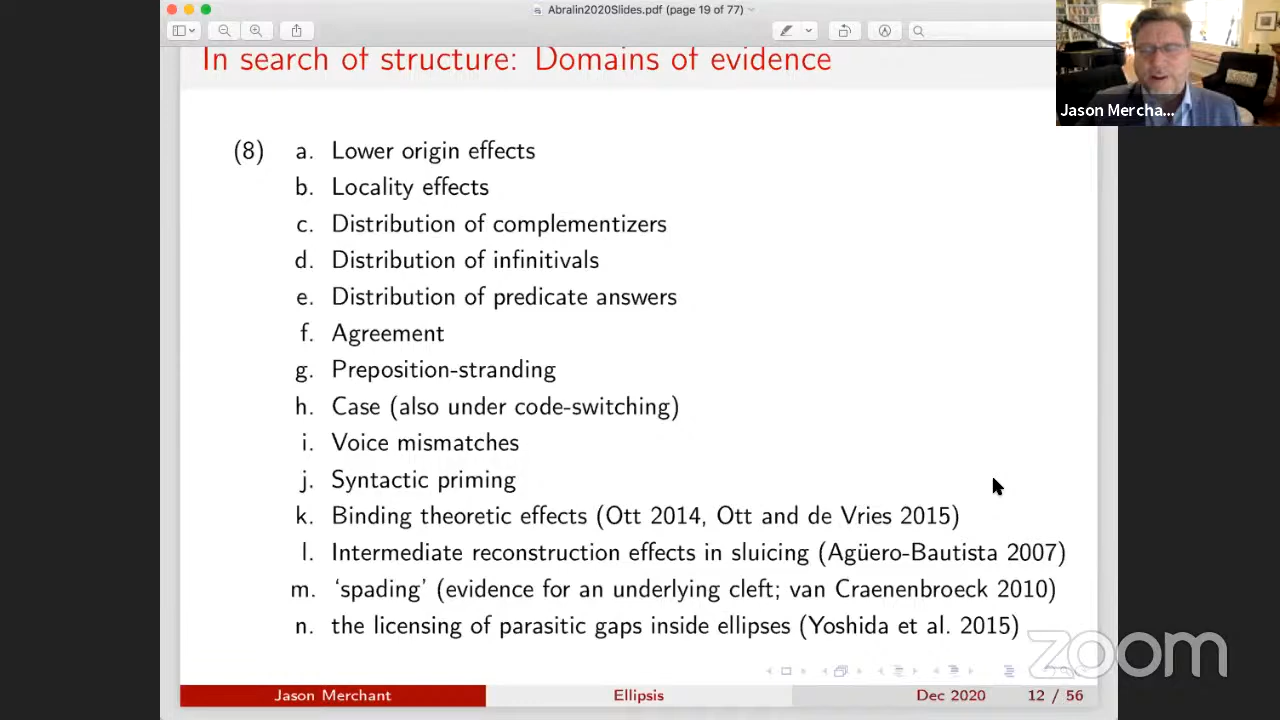 Abralin2020Slides.pdf (page 19 of 77)
In search of structure: Domains of evidence
Jason Mercha...
(8) a. Lower origin effects
b. Locality effects
c. Distribution of complementizers
d. Distribution of infinitivals
e. Distribution of predicate answers
f. Agreement
g. Preposition-stranding
h. Case (also under code-switching)
i. Voice mismatches
j. Syntactic priming
k. Binding theoretic effects (Ott 2014, Ott and de Vries 2015)
l. Intermediate reconstruction effects in sluicing (Agüero-Bautista 2007)
m. ‘spading’ (evidence for an underlying cleft; van Craenenbroeck 2010)
n. the licensing of parasitic gaps inside ellipses (Yoshida et al. 2015)
zoom
Jason Merchant Ellipsis Dec 2020 12 / 56